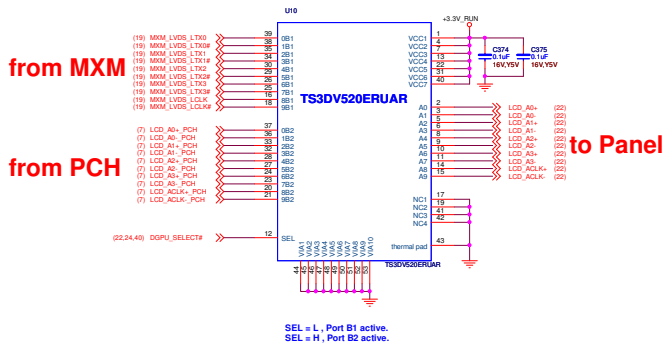 U10
+3.3V_RUN
(19) MXM_LVDS_LTX0 39 0B1 VCC1 1
(19) MXM_LVDS_LTX0# 38 1B1 VCC2 4
(19) MXM_LVDS_LTX1 35 2B1 VCC3 7
(19) MXM_LVDS_LTX1# 34 3B1 VCC4 13
(19) MXM_LVDS_LTX2 30 4B1 VCC5 22
(19) MXM_LVDS_LTX2# 29 5B1 VCC6 31
(19) MXM_LVDS_LTX3 26 6B1 VCC7 40
(19) MXM_LVDS_LTX3# 25 7B1
(19) MXM_LVDS_LCLK 16 8B1
(19) MXM_LVDS_LCLK# 18 9B1
C374
0.1uF
16V,Y5V
C375
0.1uF
16V,Y5V
from MXM
TS3DV520ERUAR
A0 2 LCD_A0+ (22)
A1 3 LCD_A0- (22)
A2 5 LCD_A1+ (22)
A3 6 LCD_A1- (22)
A4 8 LCD_A2+ (22)
A5 9 LCD_A2- (22)
A6 10 LCD_A3+ (22)
A7 11 LCD_A3- (22)
A8 14 LCD_ACLK+ (22)
A9 15 LCD_ACLK- (22)
to Panel
(7) LCD_A0+_PCH 37 0B2
(7) LCD_A0-_PCH 36 1B2
(7) LCD_A1+_PCH 33 2B2
(7) LCD_A1-_PCH 32 3B2
(7) LCD_A2+_PCH 28 4B2
(7) LCD_A2-_PCH 27 5B2
(7) LCD_A3+_PCH 24 6B2
(7) LCD_A3-_PCH 23 7B2
(7) LCD_ACLK+_PCH 20 8B2
(7) LCD_ACLK-_PCH 21 9B2
from PCH
NC1 17
NC2 19
NC3 41
NC4 42
(22,24,40) DGPU_SELECT# 12 SEL
thermal pad 43
VIA1 VIA2 VIA3 VIA4 VIA5 VIA6 VIA7 VIA8 VIA9 VIA10
44 45 46 47 48 49 50 51 52 53
TS3DV520ERUAR
SEL = L , Port B1 active.
SEL = H , Port B2 active.